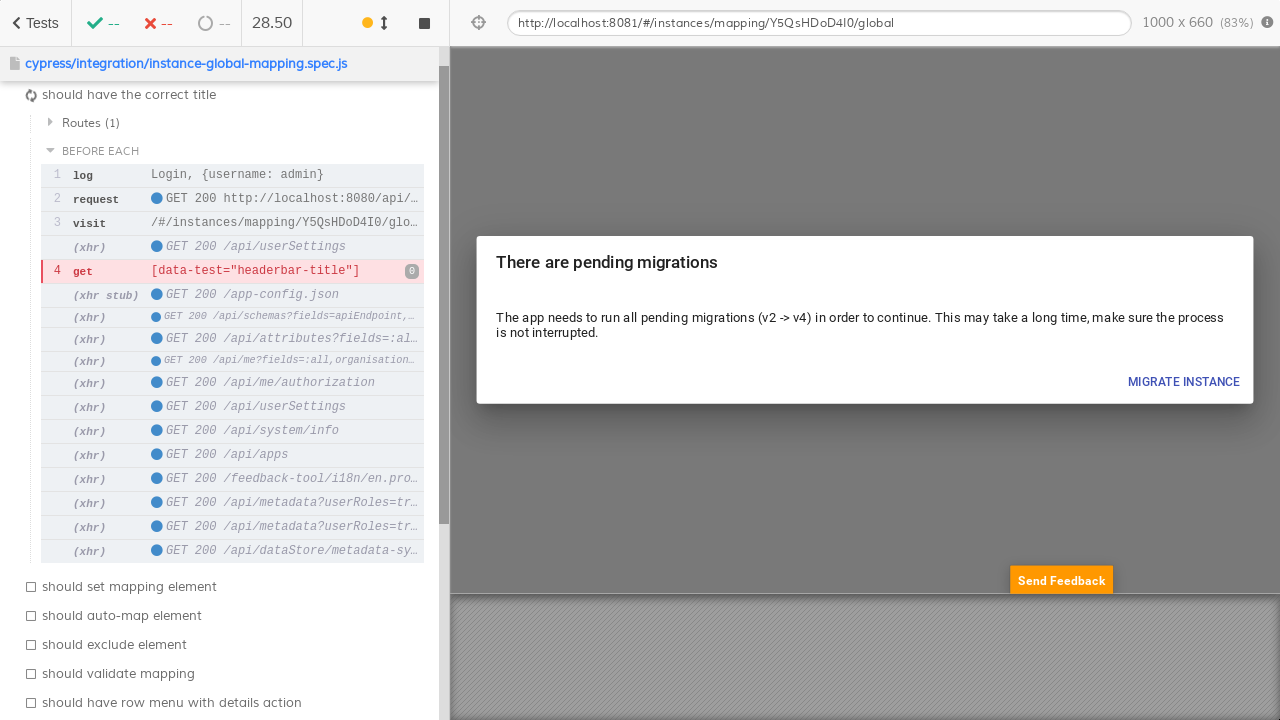 Tests
--
--
--
28.50
http://localhost:8081/#/instances/mapping/Y5QsHDoD4I0/global
1000 x 660 (83%)
cypress/integration/instance-global-mapping.spec.js
should have the correct title
Routes (1)
BEFORE EACH
1 log Login, {username: admin}
2 request GET 200 http://localhost:8080/api/…
3 visit /#/instances/mapping/Y5QsHDoD4I0/glo…
(xhr) GET 200 /api/userSettings
4 get [data-test="headerbar-title"] 0
(xhr stub) GET 200 /app-config.json
(xhr) GET 200 /api/schemas?fields=apiEndpoint,…
(xhr) GET 200 /api/attributes?fields=:al…
(xhr) GET 200 /api/me?fields=:all,organisation…
(xhr) GET 200 /api/me/authorization
(xhr) GET 200 /api/userSettings
(xhr) GET 200 /api/system/info
(xhr) GET 200 /api/apps
(xhr) GET 200 /feedback-tool/i18n/en.pro…
(xhr) GET 200 /api/metadata?userRoles=tr…
(xhr) GET 200 /api/metadata?userRoles=tr…
(xhr) GET 200 /api/dataStore/metadata-sy…
should set mapping element
should auto-map element
should exclude element
should validate mapping
should have row menu with details action
There are pending migrations
The app needs to run all pending migrations (v2 -> v4) in order to continue. This may take a long time, make sure the process
is not interrupted.
MIGRATE INSTANCE
Send Feedback